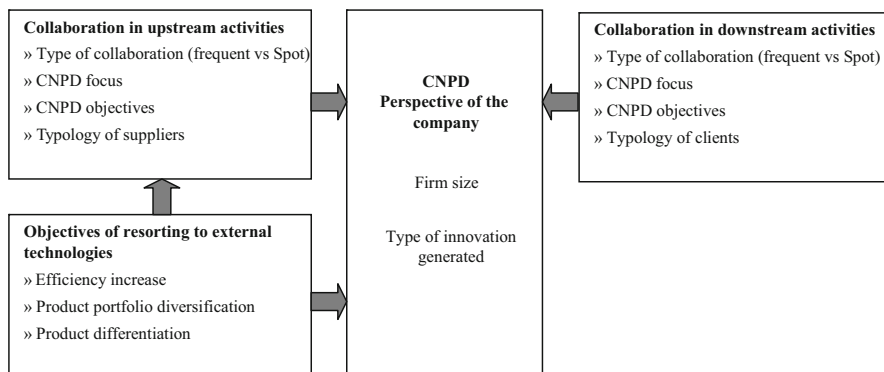 Collaboration in upstream activities
» Type of collaboration (frequent vs Spot)
» CNPD focus
» CNPD objectives
» Typology of suppliers
Objectives of resorting to external
technologies
» Efficiency increase
» Product portfolio diversification
» Product differentiation
CNPD
Perspective of the
company
Firm size
Type of innovation
generated
Collaboration in downstream activities
» Type of collaboration (frequent vs Spot)
» CNPD focus
» CNPD objectives
» Typology of clients